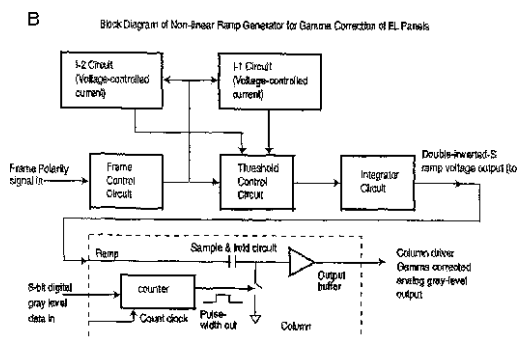 B
Block Diagram of Non-linear Ramp Generator for Gamma Correction of EL Panels
I-2 Circuit
(Voltage-controlled
current)
I-1 Circuit
(Voltage-controlled
current)
Frame Polarity
signal in
Frame
Control
Circuit
Threshold
Control
Circuit
Integrator
Circuit
Double-inverted-S
ramp voltage output (to
Ramp
Sample & hold circuit
Output
buffer
Column driver
Gamma corrected
analog gray-level
output
8-bit digital
gray level
data in
counter
Count clock
Pulse-
width out
Column